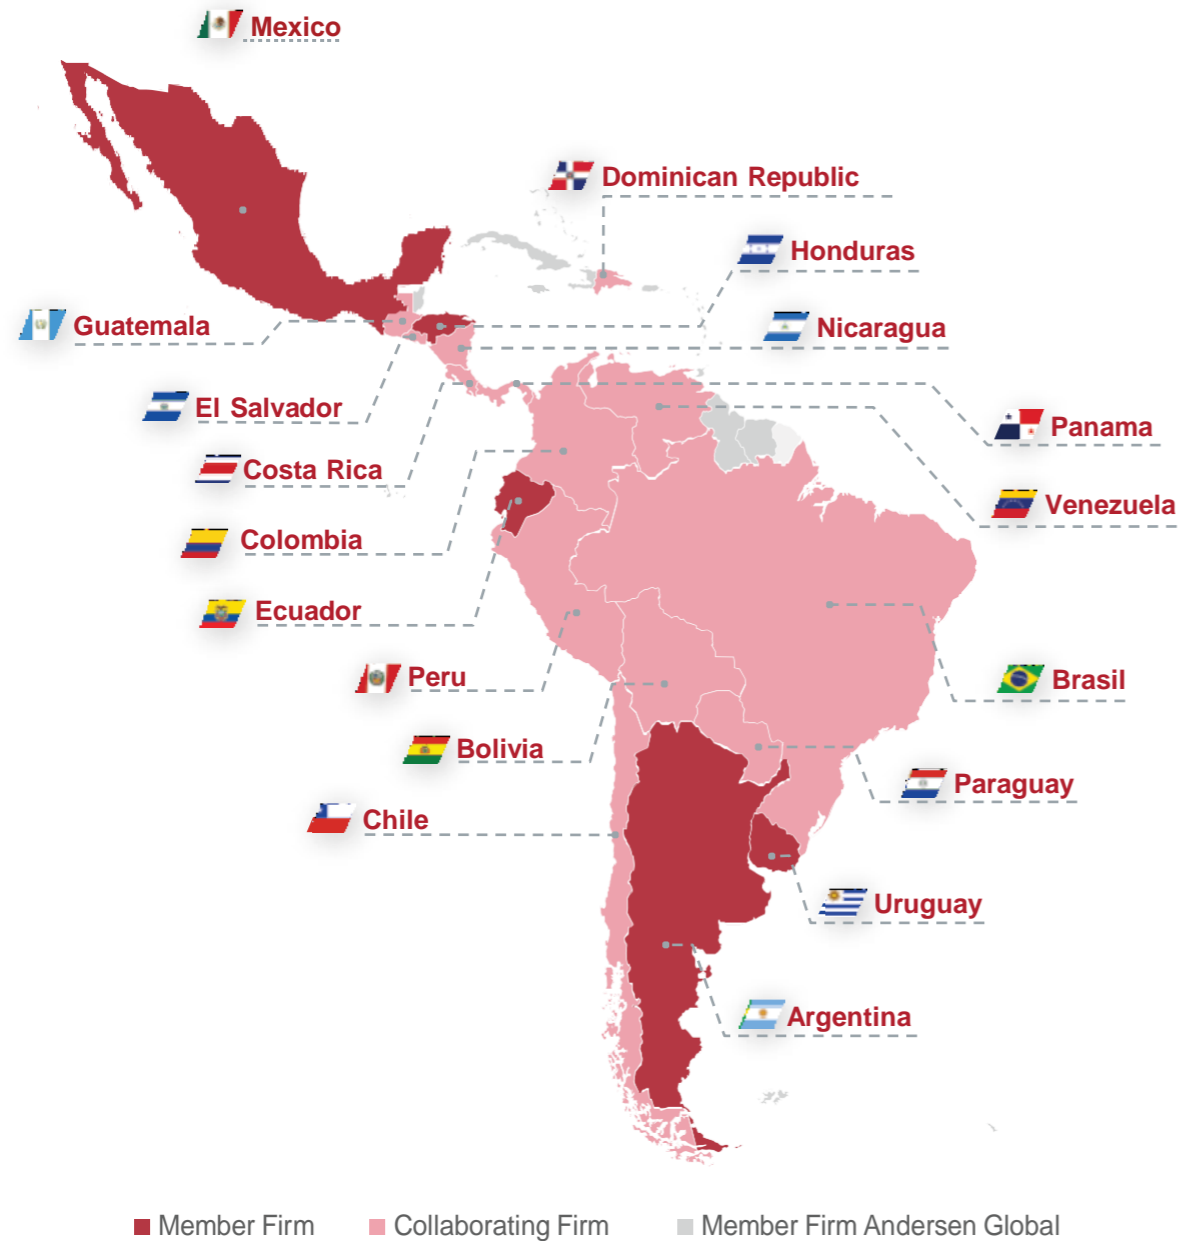 Mexico
Dominican Republic
Honduras
Guatemala
Nicaragua
El Salvador
Panama
Costa Rica
Venezuela
Colombia
Ecuador
Peru
Brasil
Bolivia
Paraguay
Chile
Uruguay
Argentina
Member Firm
Collaborating Firm
Member Firm Andersen Global